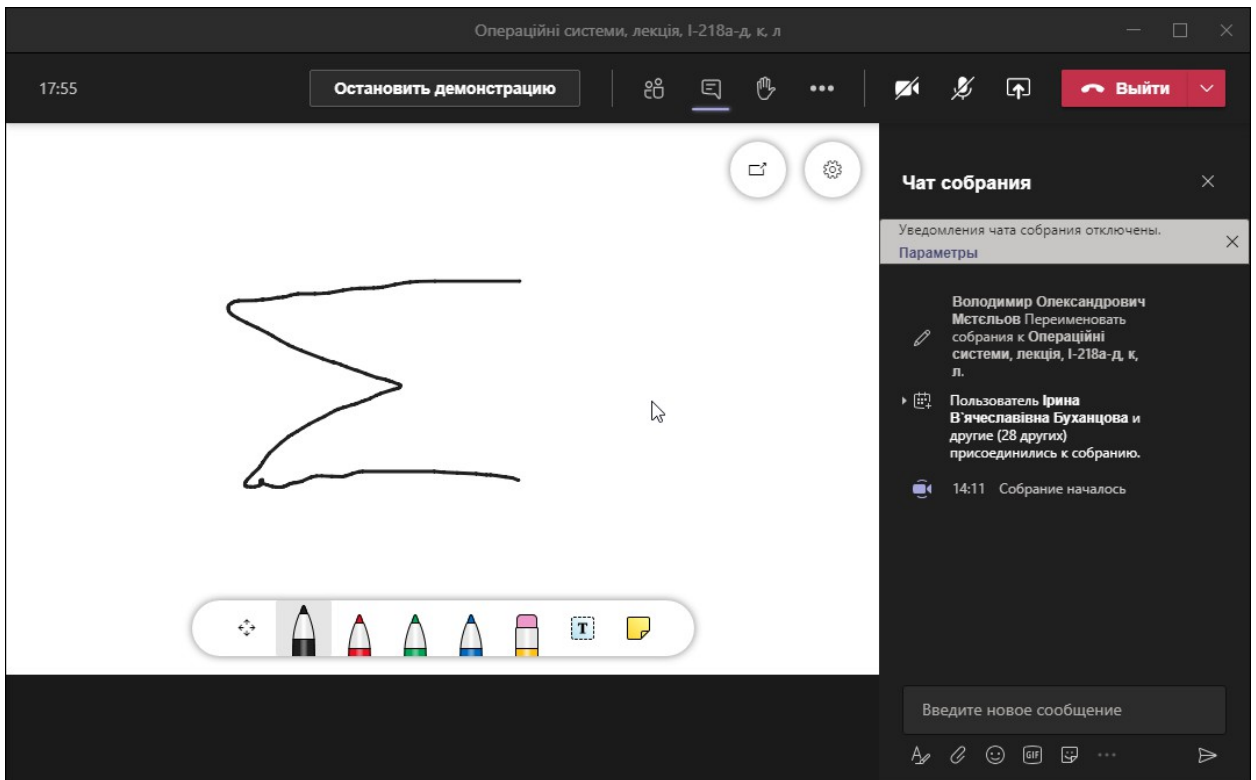 Операційні системи, лекція, І-218а-д, к, л
17:55
Остановить демонстрацию
Выйти
Чат собрания
Уведомления чата собрания отключены.
Параметры
Володимир Олександрович
Мєтєльов Переименовать
собрания к Операційні
системи, лекція, І-218а-д, к,
л.
Пользователь Ірина
В`ячеславівна Буханцова и
другие (28 других)
присоединились к собранию.
14:11 Собрание началось
T
Введите новое сообщение
GIF